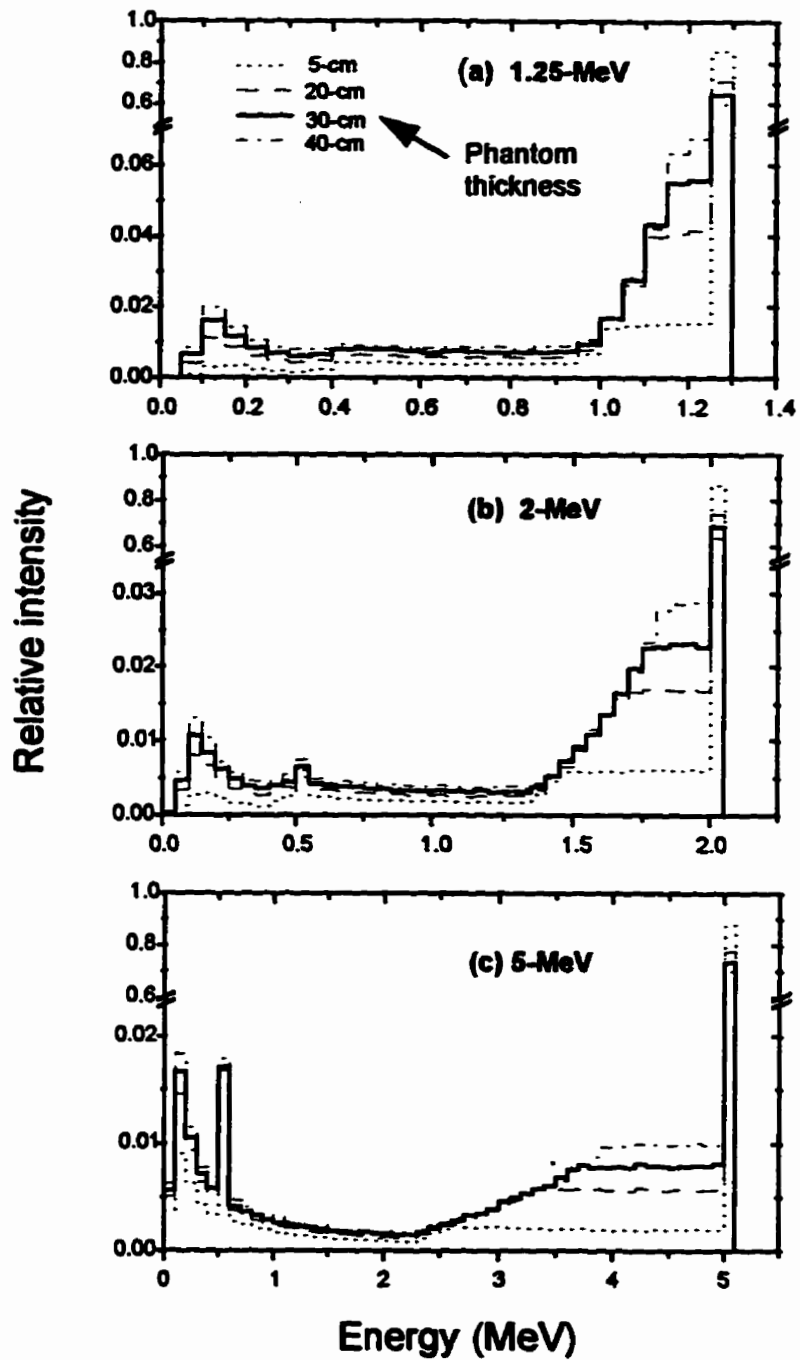 1.0
0.8
0.6
0.06
0.04
0.02
0.00
5-cm
20-cm
30-cm
40-cm
(a) 1.25-MeV
Phantom
thickness
0.0 0.2 0.4 0.6 0.8 1.0 1.2 1.4
1.0
0.8
0.6
0.03
0.02
0.01
0.00
(b) 2-MeV
0.0 0.5 1.0 1.5 2.0
Relative intensity
1.0
0.8
0.6
0.02
0.01
0.00
(c) 5-MeV
0 1 2 3 4 5
Energy (MeV)